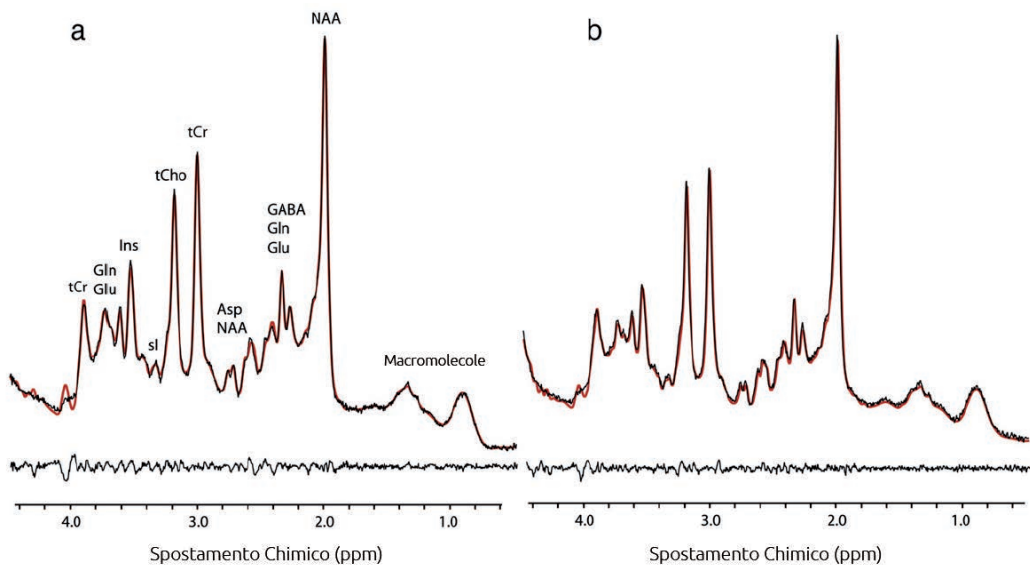 a
NAA
tCr
tCho
Ins
Gln
Glu
tCr
sI
GABA
Gln
Glu
Asp
NAA
Macromolecole
4.0 3.0 2.0 1.0
Spostamento Chimico (ppm)
b
4.0 3.0 2.0 1.0
Spostamento Chimico (ppm)